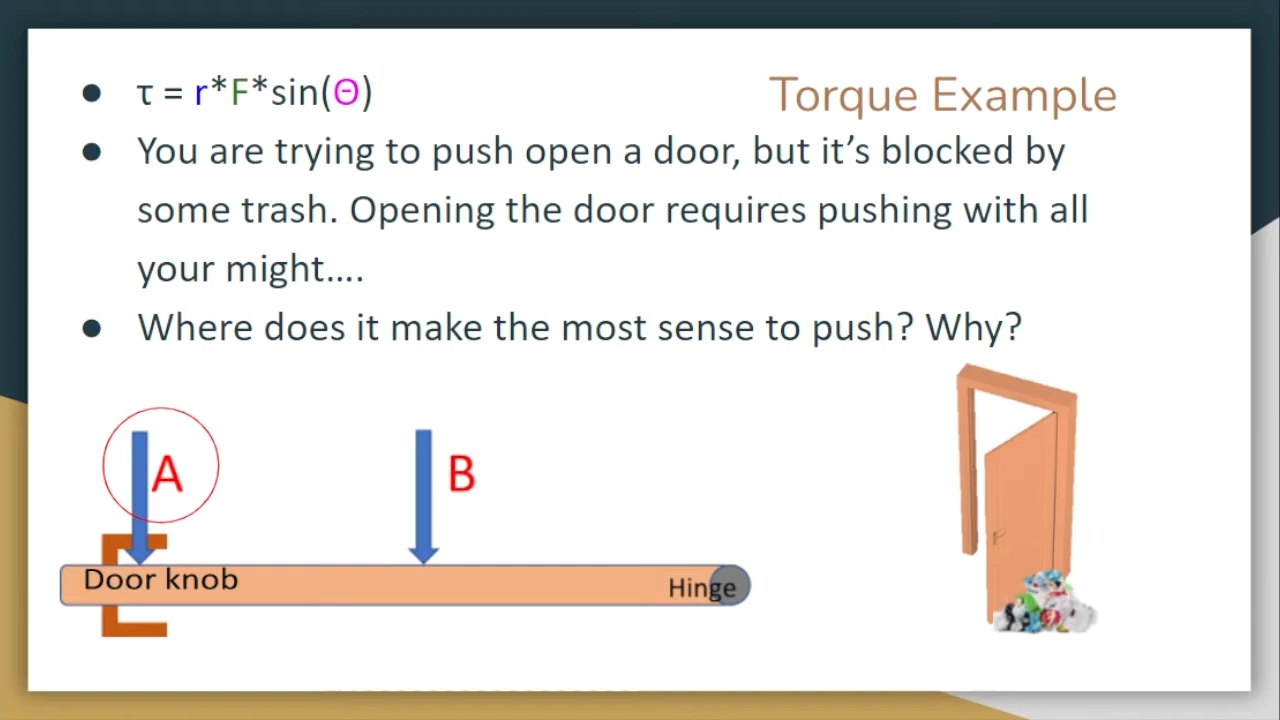 Torque Example
● τ = r*F*sin(Θ)
● You are trying to push open a door, but it’s blocked by
some trash. Opening the door requires pushing with all
your might….
● Where does it make the most sense to push? Why?
A
B
Door knob
Hinge